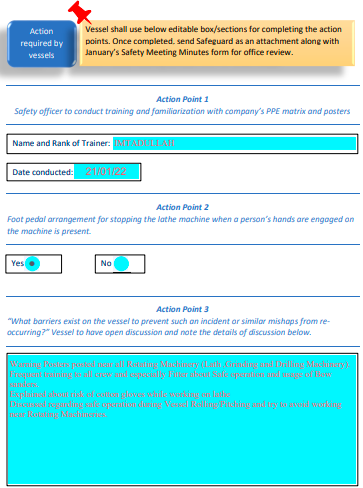 Action
required by
vessels
Vessel shall use below editable box/sections for completing the action
points. Once completed, send Safeguard as an attachment along with
January's Safety Meeting Minutes form for office review.
Action Point 1
Safety officer to conduct training and familiarization with company's PPE matrix and posters
Name and Rank of Trainer:
Date conducted: 21/01/22
Action Point 2
Foot pedal arrangement for stopping the lathe machine when a person's hands are engaged on
the machine is present.
Yes
No
Action Point 3
"What barriers exist on the vessel to prevent such an incident or similar mishaps from re-
occurring?" Vessel to have open discussion and note the details of discussion below.
Warning Posters posted near all Rotating Machinery (Lath ,Grinding and Drilling Machinery)
Frequent training to all crew and especially Fitter about Safe operation and usage of
Explained about risk of cotton gloves while working on lathe
Discussed regarding safe operation during Vessel Rolling/Pitching and try to avoid working
near Rotating Machineries.